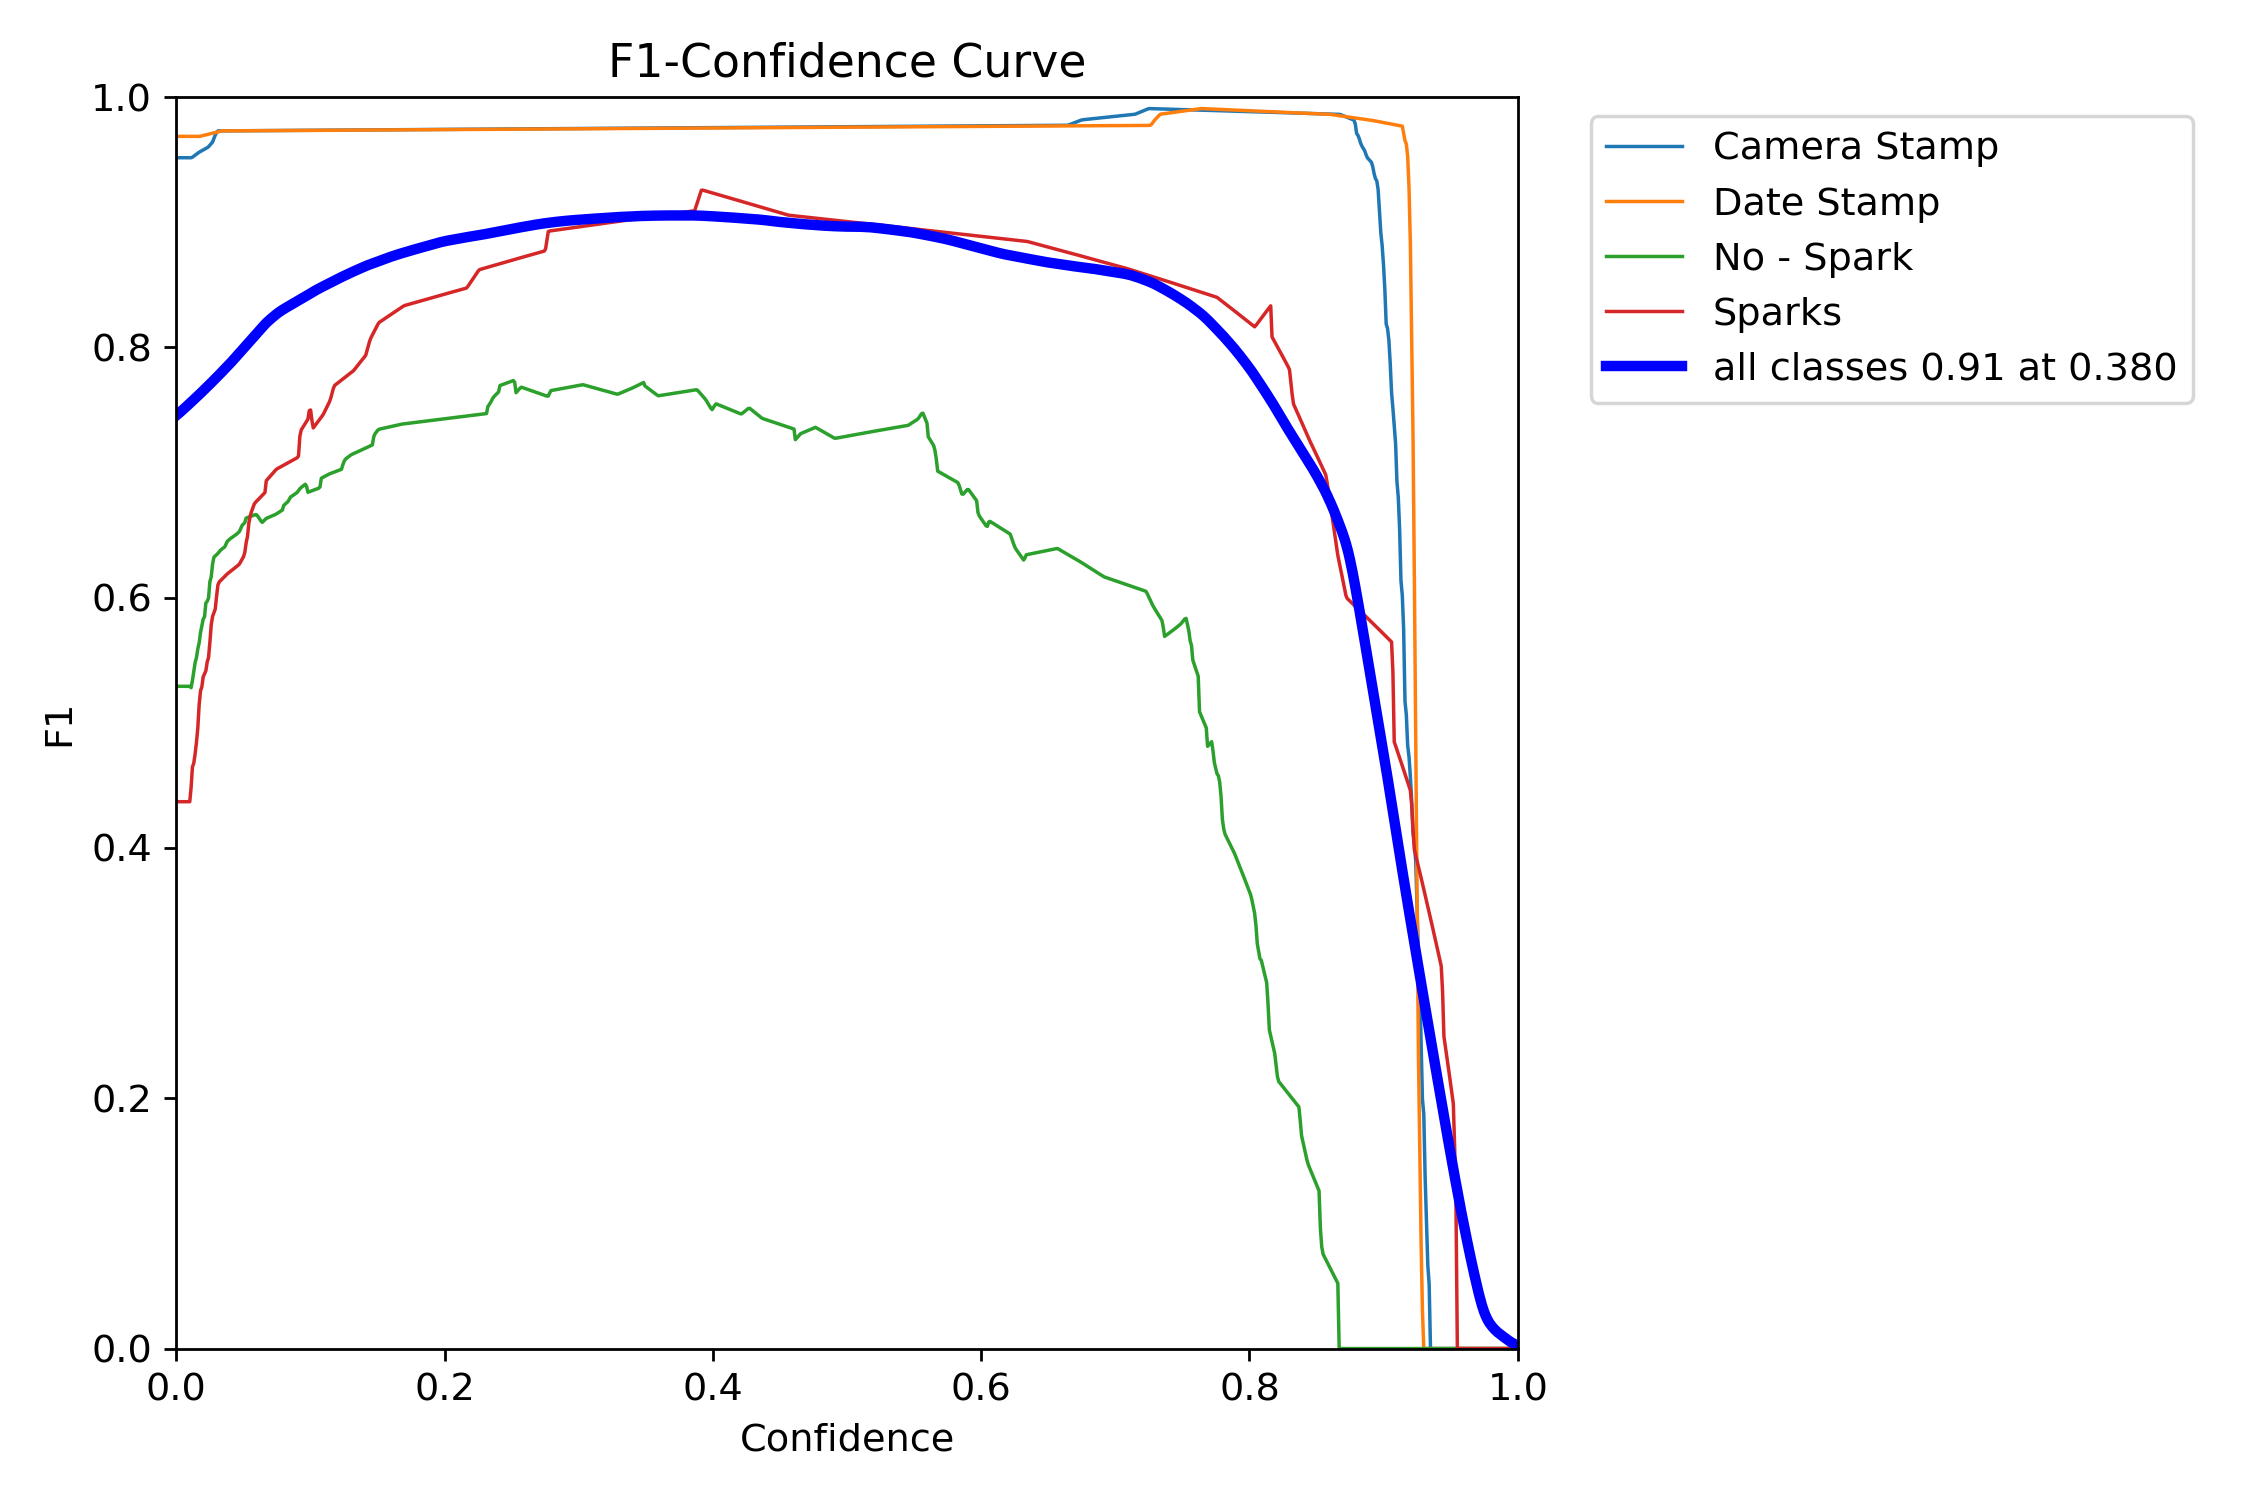 F1-Confidence Curve
1.0
0.8
0.6
0.4
0.2
0.0
F1
0.0 0.2 0.4 0.6 0.8 1.0
Confidence
Camera Stamp
Date Stamp
No - Spark
Sparks
all classes 0.91 at 0.380